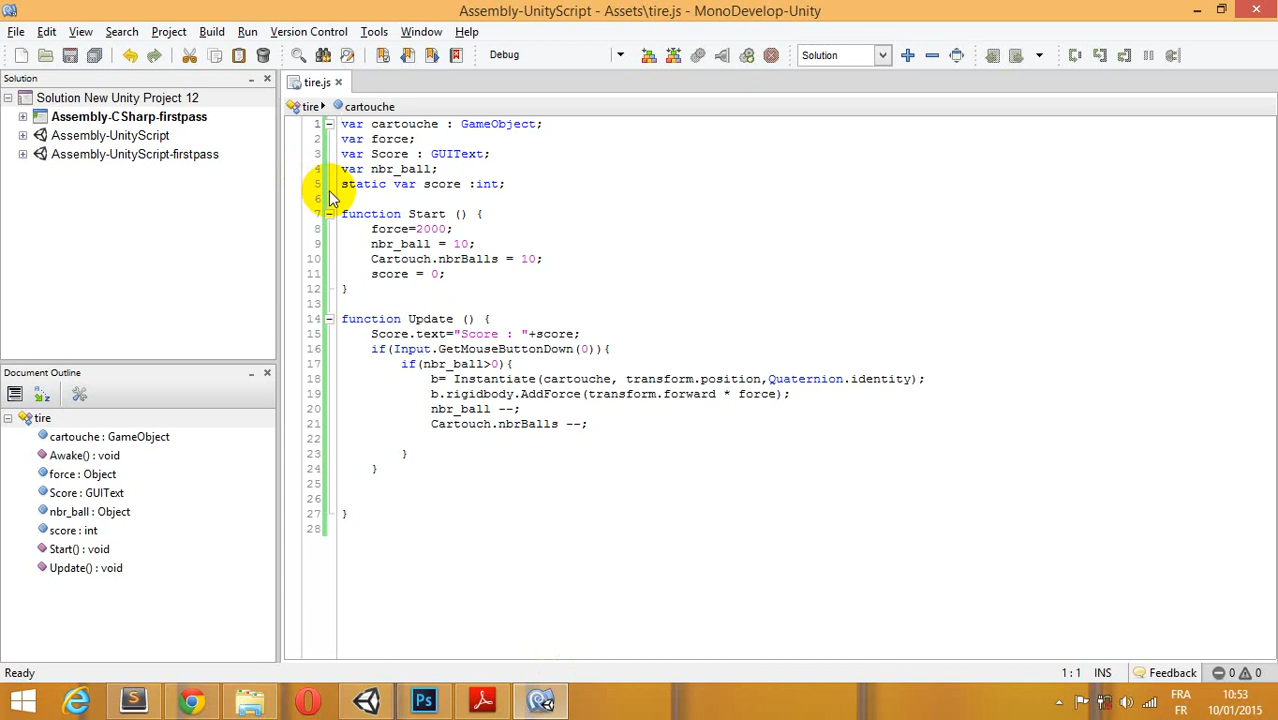 Assembly-UnityScript - Assets\tire.js - MonoDevelop-Unity
File Edit View Search Project Build Run Version Control Tools Window Help
Debug Solution
Solution
Solution New Unity Project 12
Assembly-CSharp-firstpass
Assembly-UnityScript
Assembly-UnityScript-firstpass
Document Outline
tire
cartouche : GameObject
Awake() : void
force : Object
Score : GUIText
nbr_ball : Object
score : int
Start() : void
Update() : void
tire.js
tire cartouche
1 var cartouche : GameObject;
2 var force;
3 var Score : GUIText;
4 var nbr_ball;
5 static var score :int;
6
7 function Start () {
8 force=2000;
9 nbr_ball = 10;
10 Cartouch.nbrBalls = 10;
11 score = 0;
12 }
13
14 function Update () {
15 Score.text="Score : "+score;
16 if(Input.GetMouseButtonDown(0)){
17 if(nbr_ball>0){
18 b= Instantiate(cartouche, transform.position,Quaternion.identity);
19 b.rigidbody.AddForce(transform.forward * force);
20 nbr_ball --;
21 Cartouch.nbrBalls --;
22
23 }
24 }
25
26
27 }
28
Ready 1 : 1 INS Feedback 0 0
S Ps Ps FRA 10:53
FR 10/01/2015